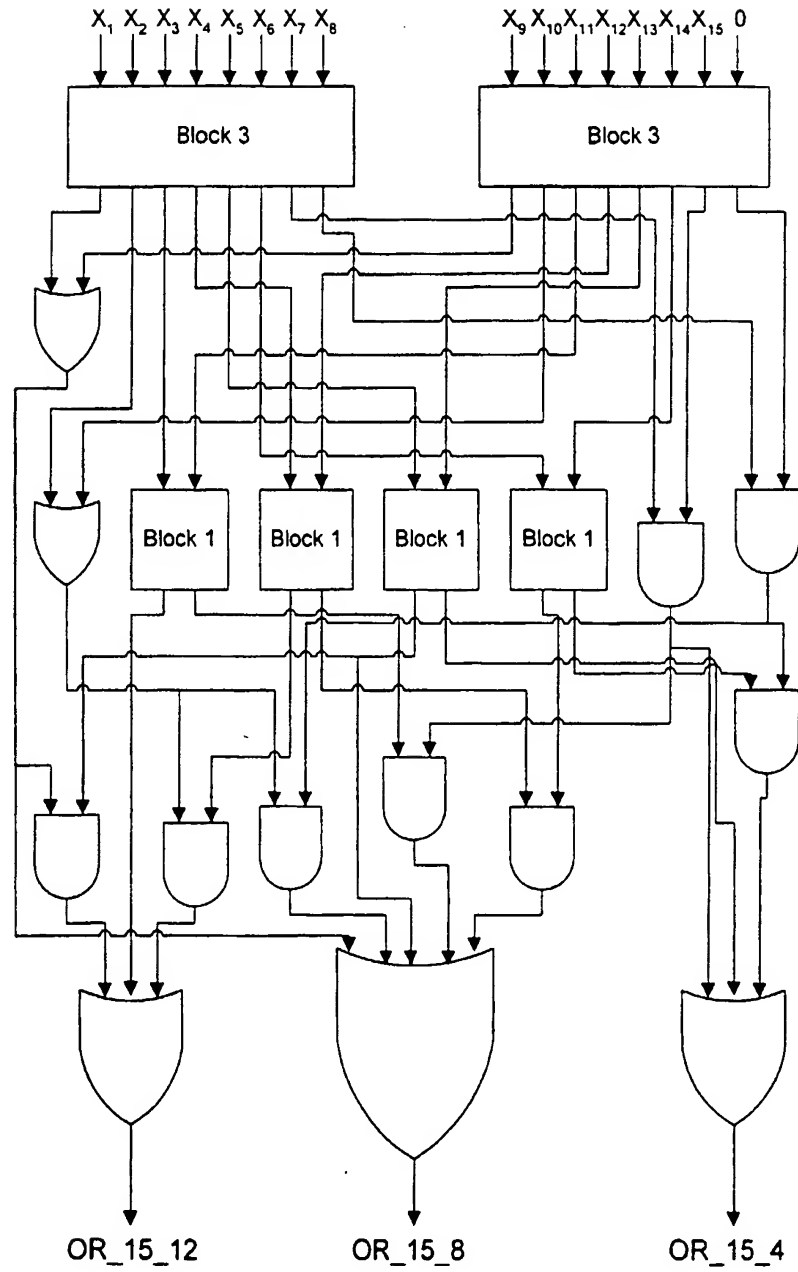 X₁ X₂ X₃ X₄ X₅ X₆ X₇ X₈ X₉ X₁₀ X₁₁ X₁₂ X₁₃ X₁₄ X₁₅ 0
Block 3 Block 3
Block 1 Block 1 Block 1 Block 1
OR_15_12 OR_15_8 OR_15_4